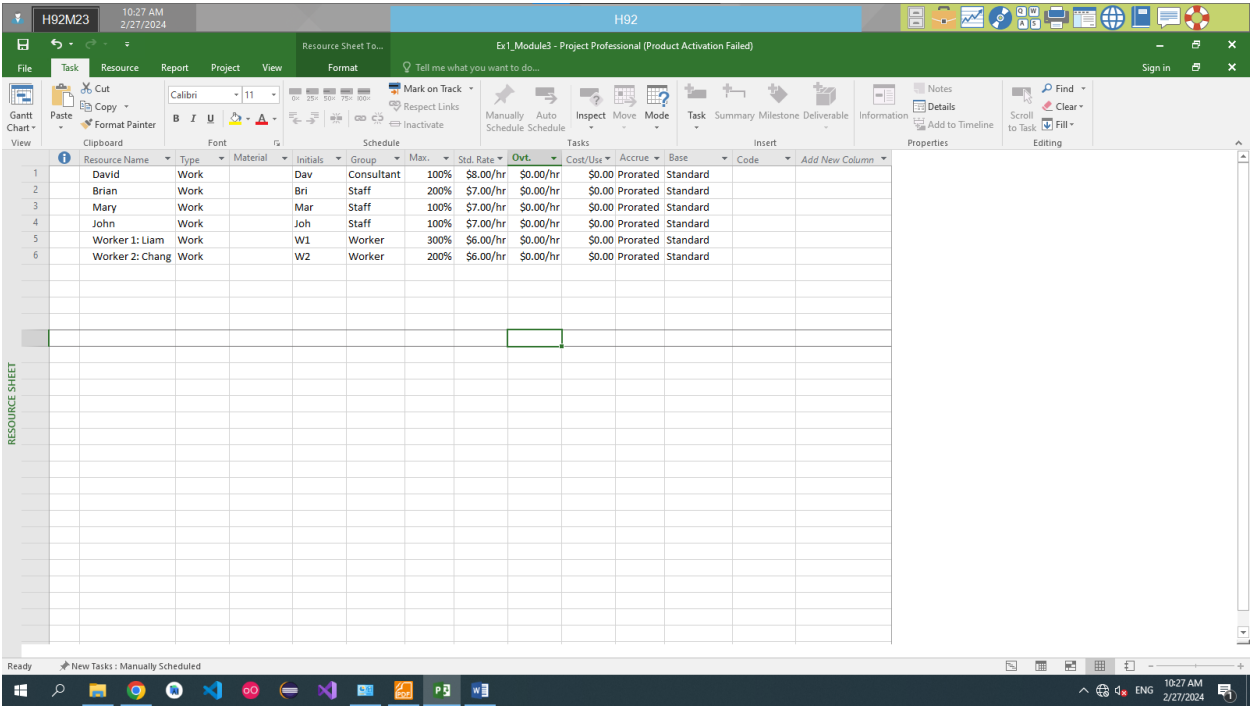 H92M23
10:27 AM
2/27/2024
H92
Resource Sheet To...
Ex1_Module3 - Project Professional (Product Activation Failed)
File Task Resource Report Project View Format Tell me what you want to do... Sign in
Gantt Chart
Paste
Cut
Copy
Format Painter
Calibri 11
B I U A
0% 25% 50% 75% 100%
Mark on Track
Respect Links
Inactivate
Manually Schedule
Auto Schedule
Inspect Move Mode
Task Summary Milestone Deliverable
Information
Notes
Details
Add to Timeline
Scroll to Task
Find
Clear
Fill
View Clipboard Font Schedule Tasks Insert Properties Editing
Resource Name Type Material Initials Group Max. Std. Rate Ovt. Cost/Use Accrue Base Code Add New Column
1 David Work Dav Consultant 100% $8.00/hr $0.00/hr $0.00 Prorated Standard
2 Brian Work Bri Staff 200% $7.00/hr $0.00/hr $0.00 Prorated Standard
3 Mary Work Mar Staff 100% $7.00/hr $0.00/hr $0.00 Prorated Standard
4 John Work Joh Staff 100% $7.00/hr $0.00/hr $0.00 Prorated Standard
5 Worker 1: Liam Work W1 Worker 300% $6.00/hr $0.00/hr $0.00 Prorated Standard
6 Worker 2: Chang Work W2 Worker 200% $6.00/hr $0.00/hr $0.00 Prorated Standard
RESOURCE SHEET
Ready New Tasks : Manually Scheduled
ENG
10:27 AM
2/27/2024